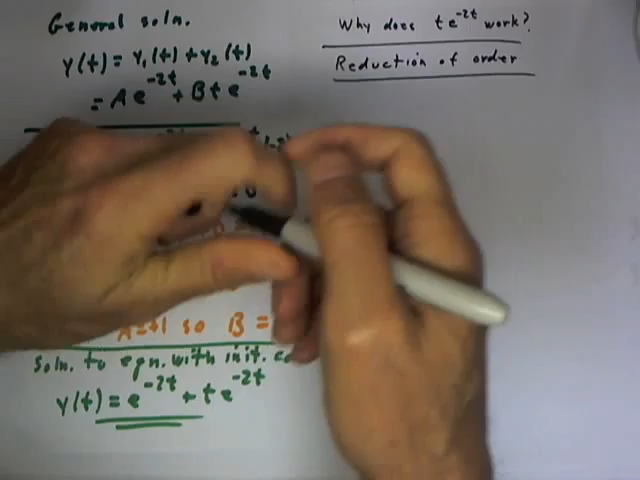 General soln.
y(t) = y₁(t) + y₂(t)
= Ae⁻²ᵗ + Bte⁻²ᵗ
A=+1 so B =
Soln. to eqn. with init.
y(t) = e⁻²ᵗ + te⁻²ᵗ
Why does te⁻²ᵗ work?
Reduction of order